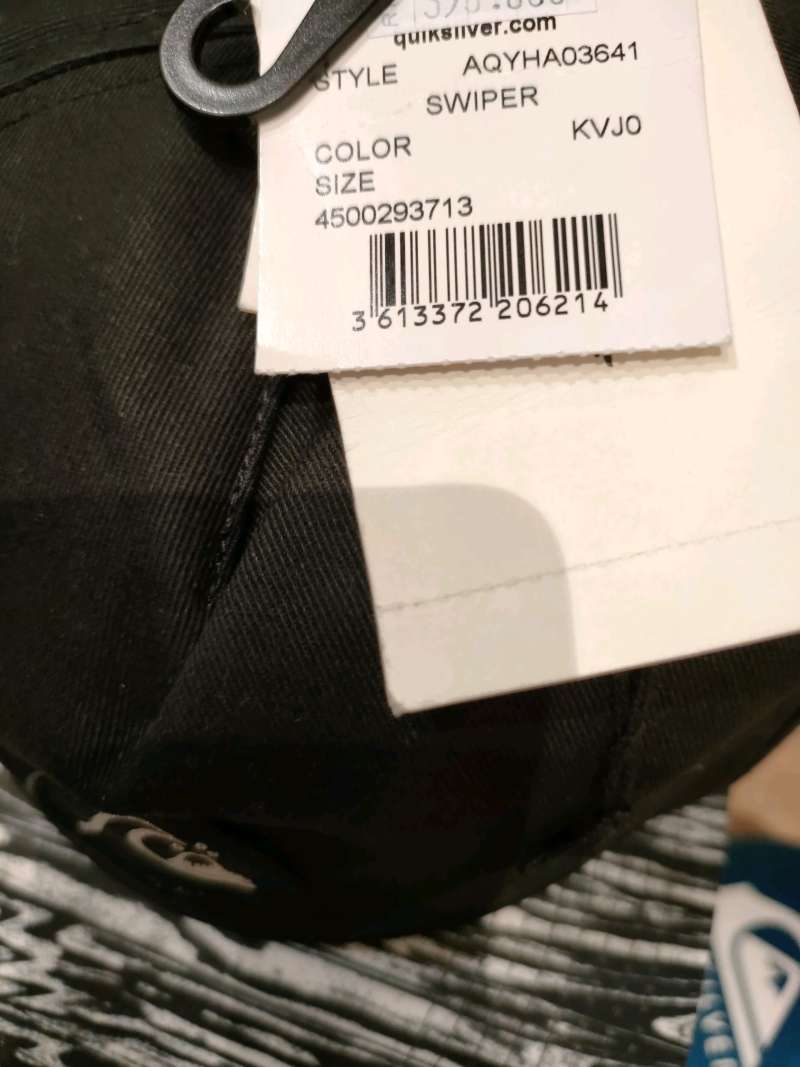 quiksilver.com
STYLE AQYHA03641
SWIPER
COLOR KVJ0
SIZE
4500293713
3 613372 206214